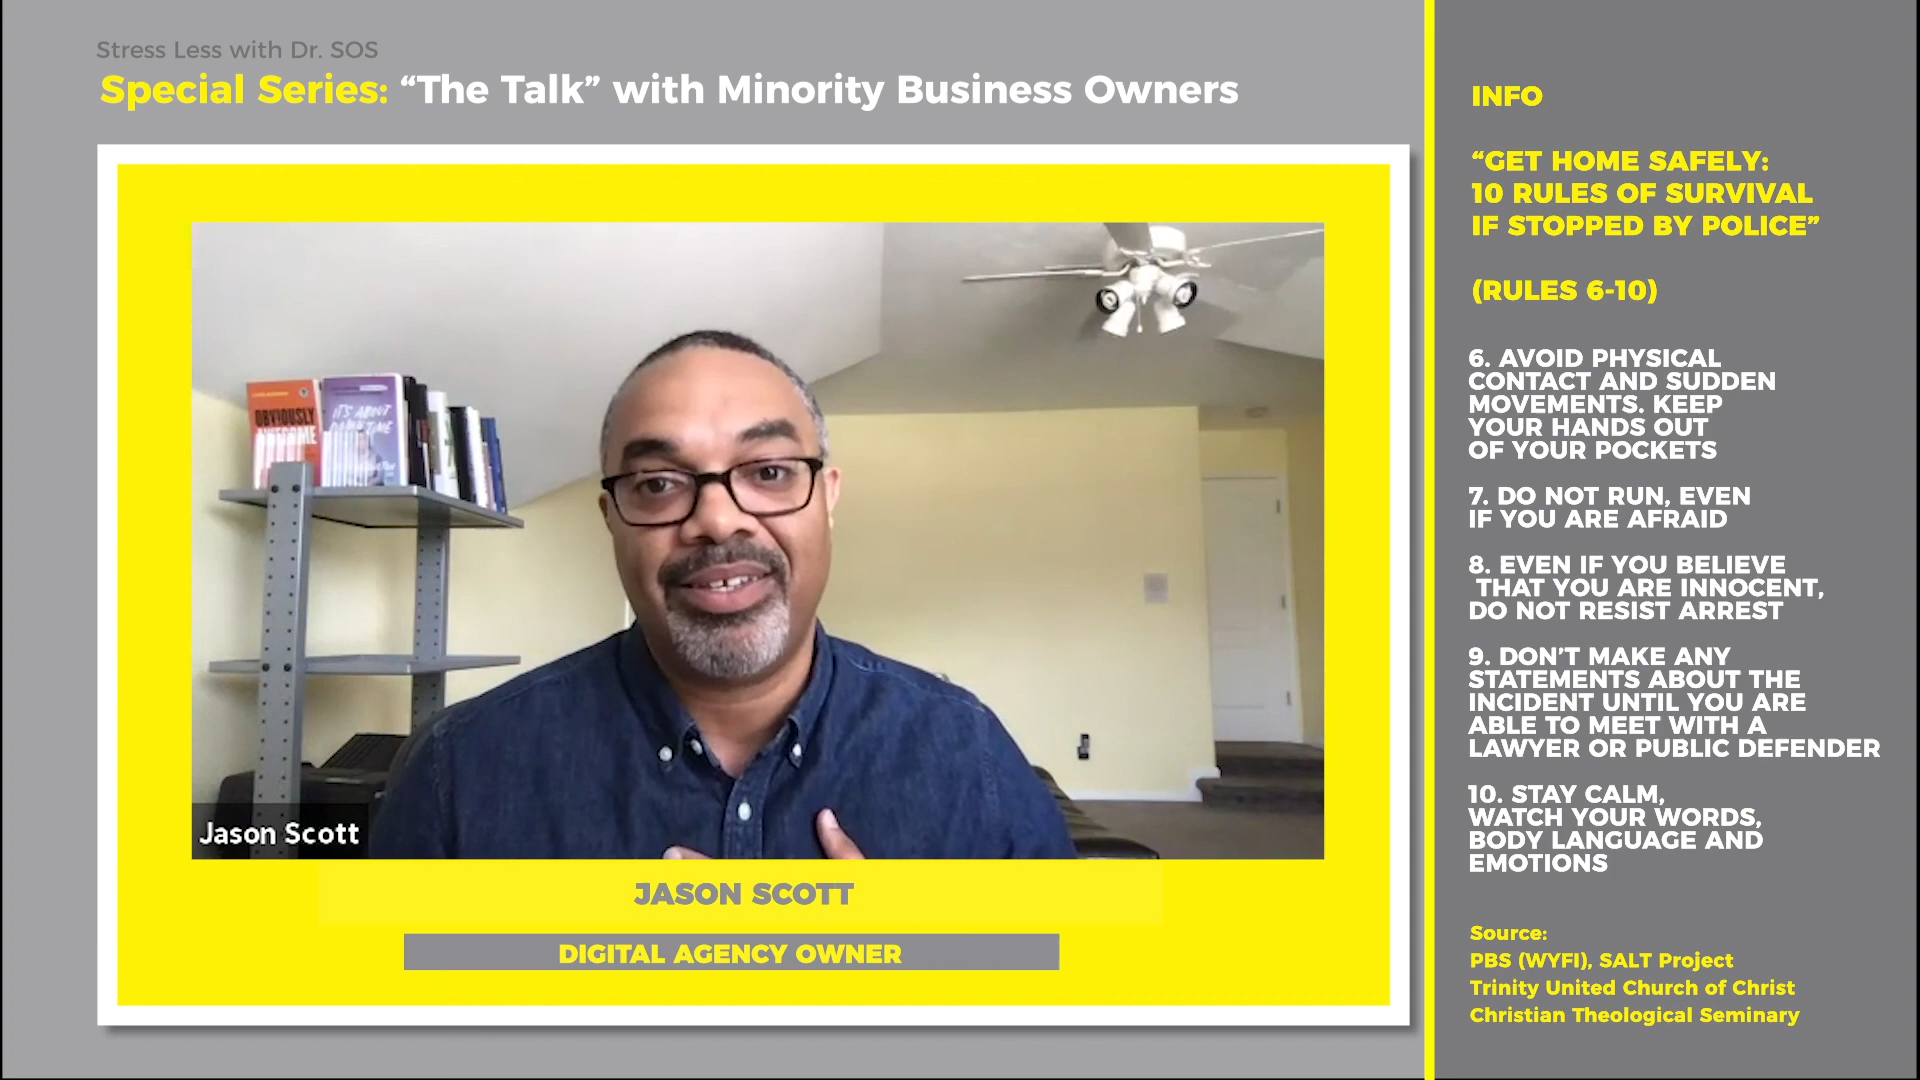 Stress Less with Dr. SOS
Special Series: “The Talk” with Minority Business Owners
OBVIOUSLY
AWESOME
IT'S ABOUT
TIME
Jason Scott
JASON SCOTT
DIGITAL AGENCY OWNER
INFO
“GET HOME SAFELY:
10 RULES OF SURVIVAL
IF STOPPED BY POLICE”
(RULES 6-10)
6. AVOID PHYSICAL
CONTACT AND SUDDEN
MOVEMENTS. KEEP
YOUR HANDS OUT
OF YOUR POCKETS
7. DO NOT RUN, EVEN
IF YOU ARE AFRAID
8. EVEN IF YOU BELIEVE
THAT YOU ARE INNOCENT,
DO NOT RESIST ARREST
9. DON’T MAKE ANY
STATEMENTS ABOUT THE
INCIDENT UNTIL YOU ARE
ABLE TO MEET WITH A
LAWYER OR PUBLIC DEFENDER
10. STAY CALM,
WATCH YOUR WORDS,
BODY LANGUAGE AND
EMOTIONS
Source:
PBS (WYFI), SALT Project
Trinity United Church of Christ
Christian Theological Seminary